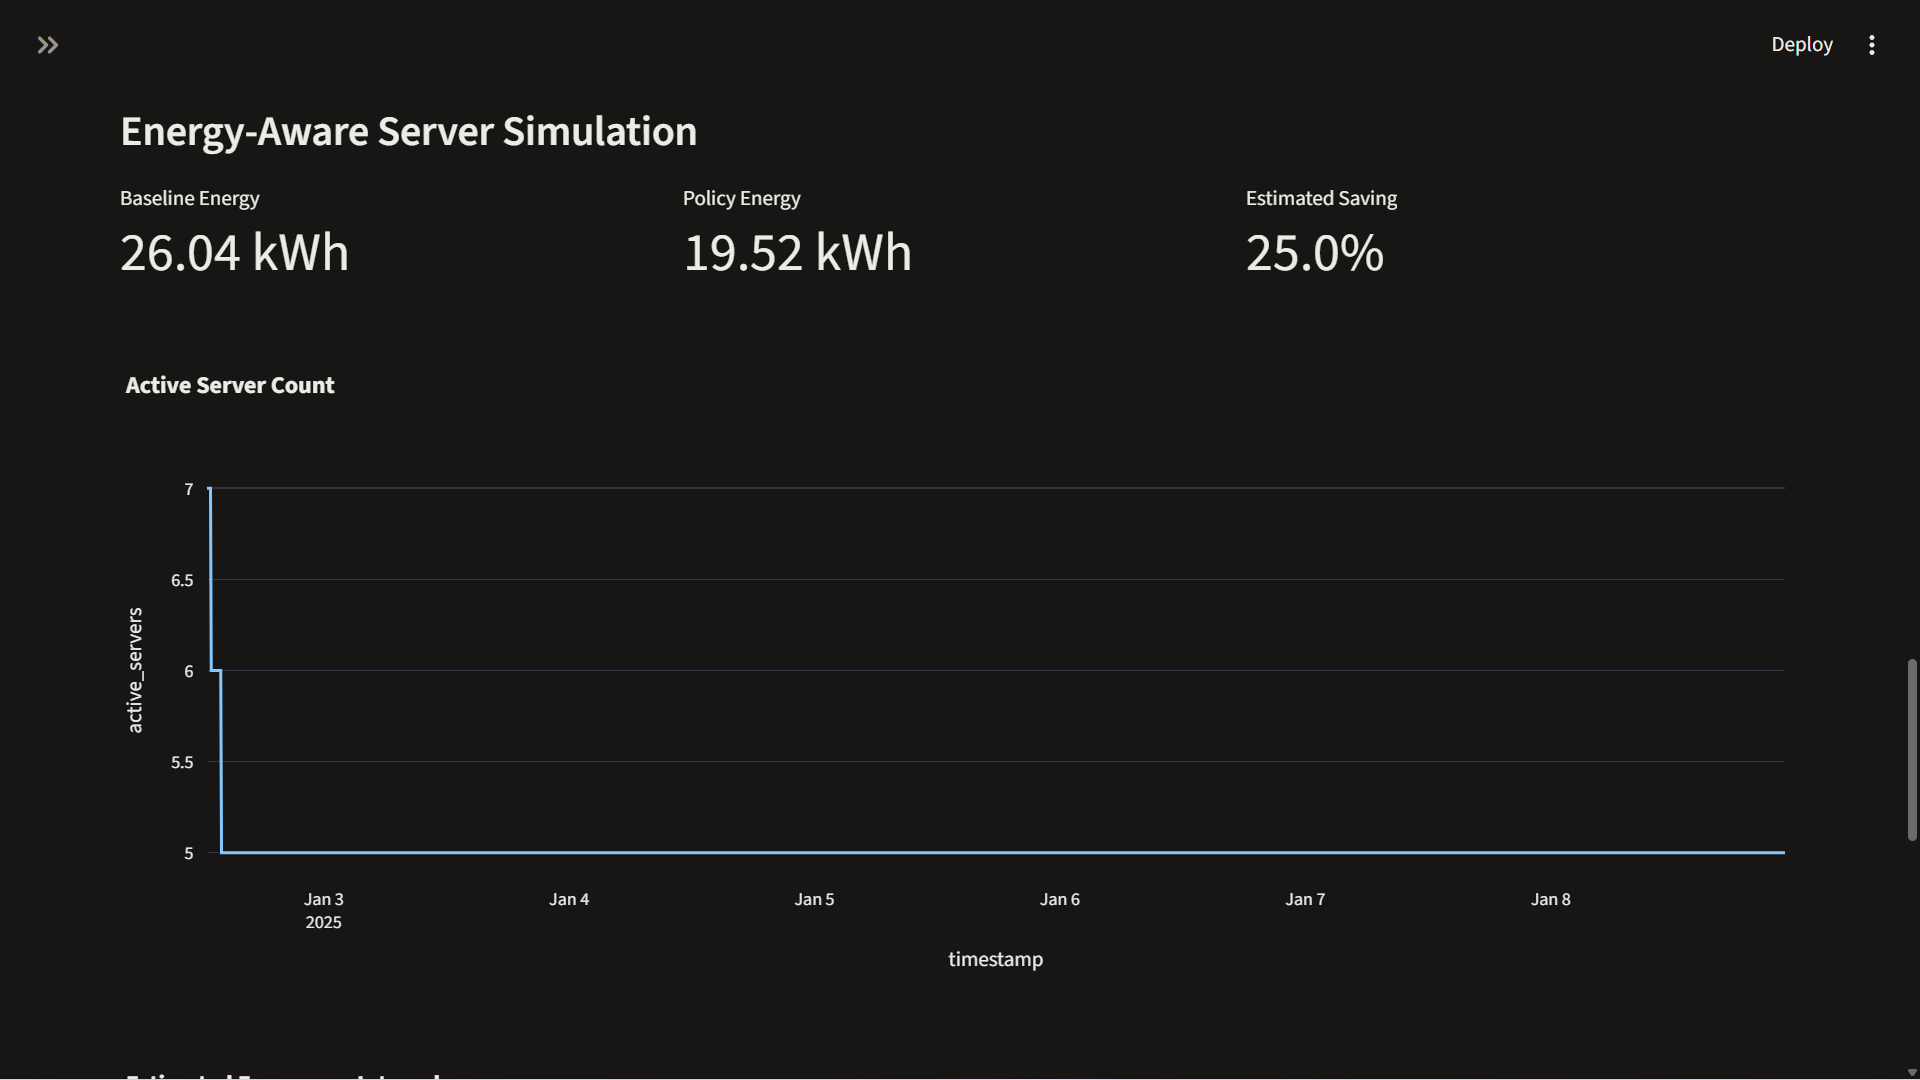 Deploy
Energy-Aware Server Simulation
Baseline Energy
26.04 kWh
Policy Energy
19.52 kWh
Estimated Saving
25.0%
Active Server Count
7
6.5
6
5.5
5
active_servers
Jan 3
2025
Jan 4
Jan 5
Jan 6
Jan 7
Jan 8
timestamp